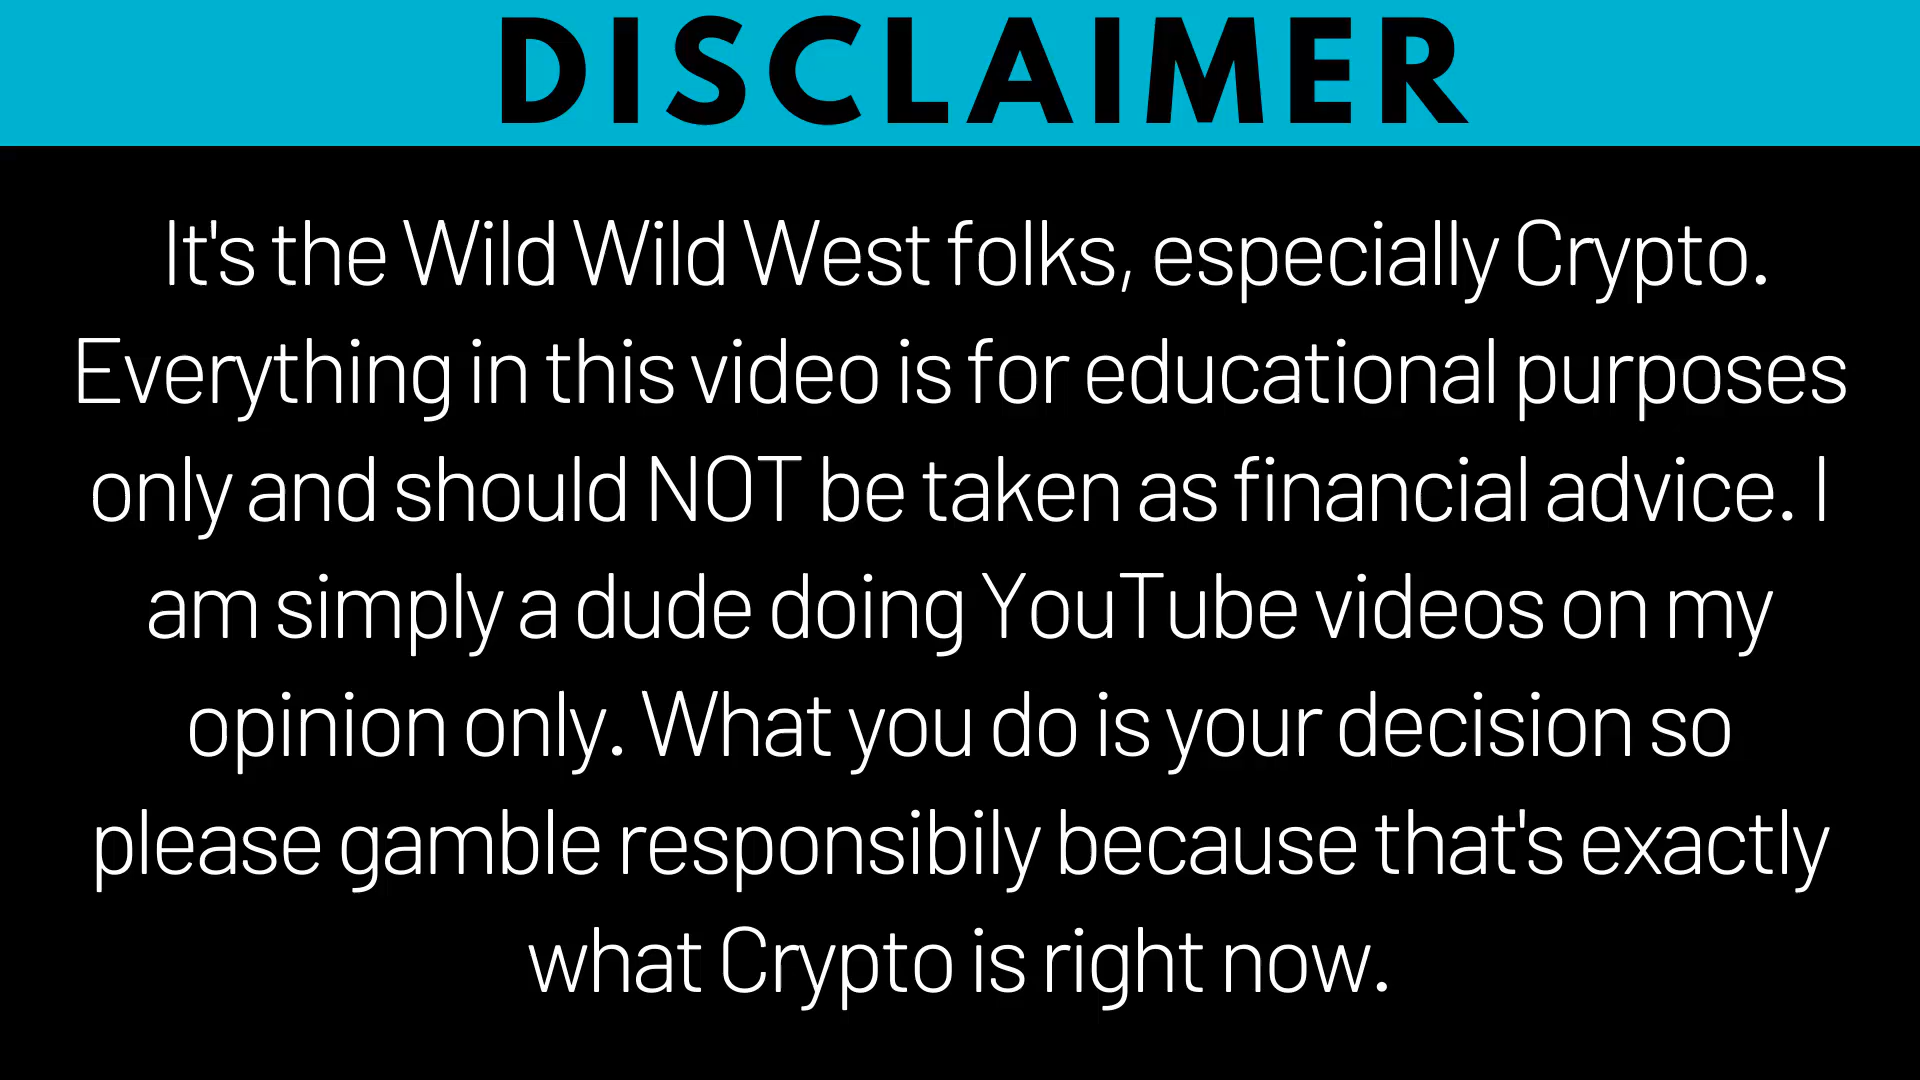 DISCLAIMER
It's the Wild Wild West folks, especially Crypto.
Everything in this video is for educational purposes
only and should NOT be taken as financial advice. I
am simply a dude doing YouTube videos on my
opinion only. What you do is your decision so
please gamble responsibily because that's exactly
what Crypto is right now.